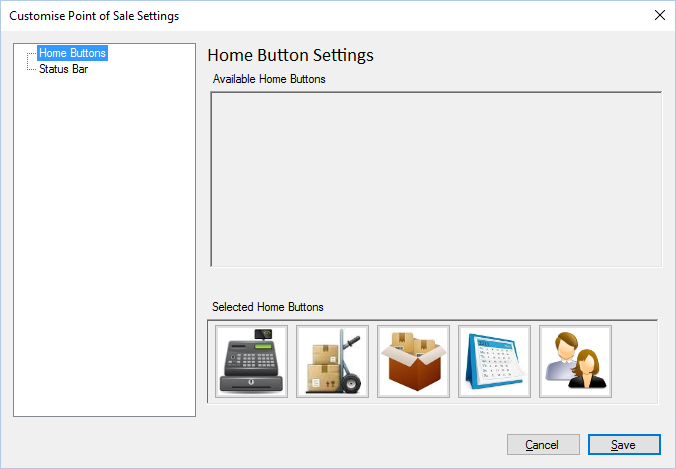 Customise Point of Sale Settings
Home Buttons
Status Bar
Home Button Settings
Available Home Buttons
Selected Home Buttons
Cancel
Save